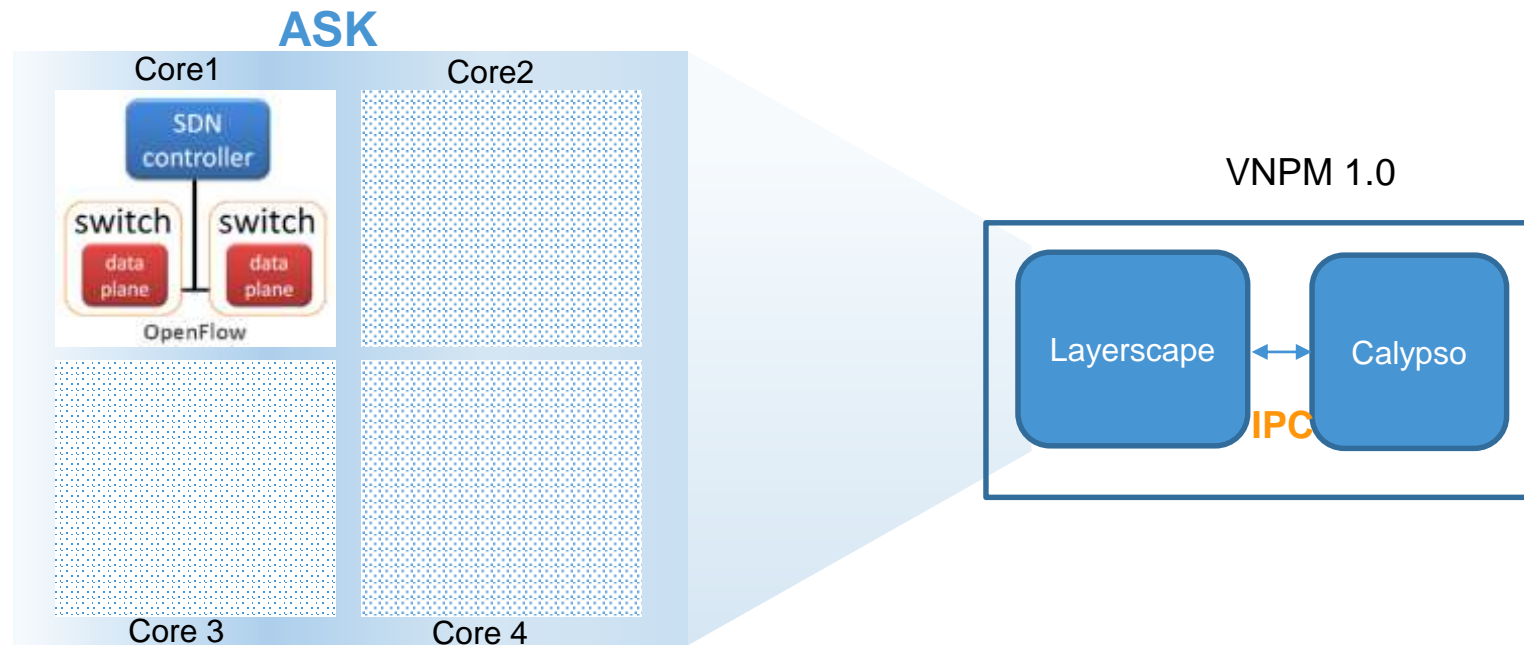 ASK
Core1
Core2
SDN
controller
switch
switch
data
plane
data
plane
OpenFlow
Core 3
Core 4
VNPM 1.0
Layerscape
Calypso
IPC